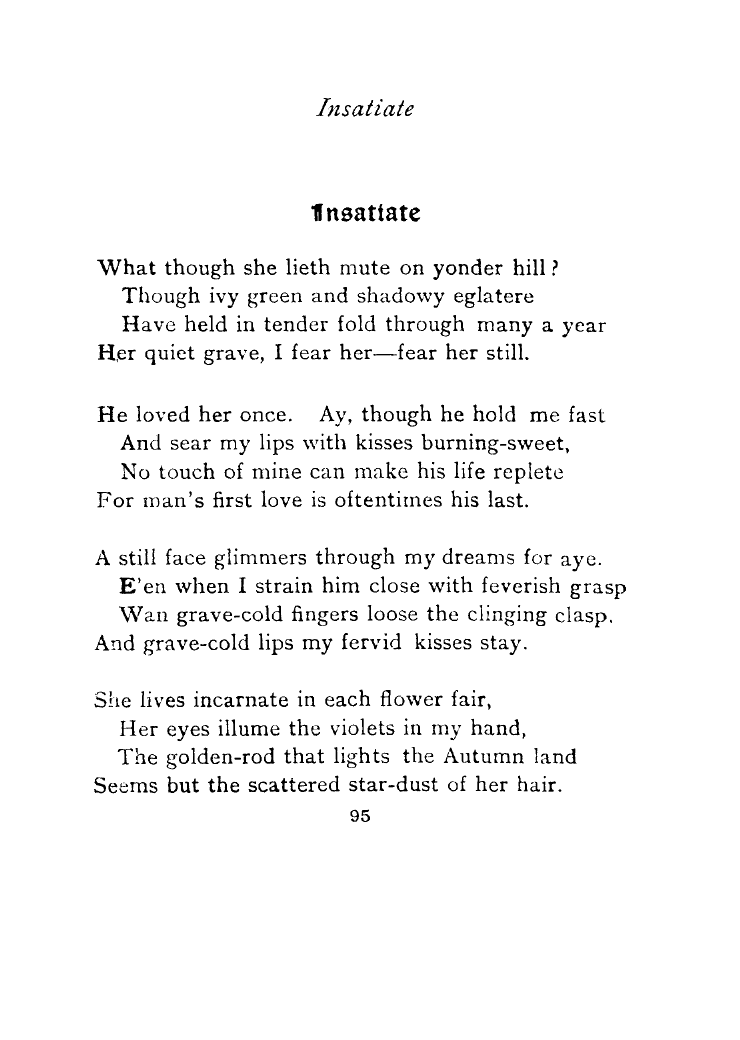 Insatiate
Insatiate
What though she lieth mute on yonder hill?
Though ivy green and shadowy eglatere
Have held in tender fold through many a year
Her quiet grave, I fear her—fear her still.
He loved her once. Ay, though he hold me fast
And sear my lips with kisses burning-sweet,
No touch of mine can make his life replete
For man's first love is oftentimes his last.
A still face glimmers through my dreams for aye.
E'en when I strain him close with feverish grasp
Wan grave-cold fingers loose the clinging clasp.
And grave-cold lips my fervid kisses stay.
She lives incarnate in each flower fair,
Her eyes illume the violets in my hand,
The golden-rod that lights the Autumn land
Seems but the scattered star-dust of her hair.
95